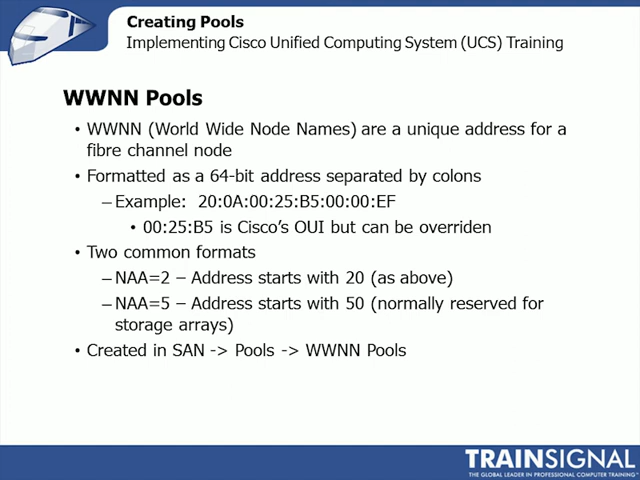 Creating Pools
Implementing Cisco Unified Computing System (UCS) Training
WWNN Pools
• WWNN (World Wide Node Names) are a unique address for a
fibre channel node
• Formatted as a 64-bit address separated by colons
– Example: 20:0A:00:25:B5:00:00:EF
• 00:25:B5 is Cisco's OUI but can be overriden
• Two common formats
– NAA=2 – Address starts with 20 (as above)
– NAA=5 – Address starts with 50 (normally reserved for
storage arrays)
• Created in SAN -> Pools -> WWNN Pools
TRAINSIGNAL
THE GLOBAL LEADER IN PROFESSIONAL COMPUTER TRAINING